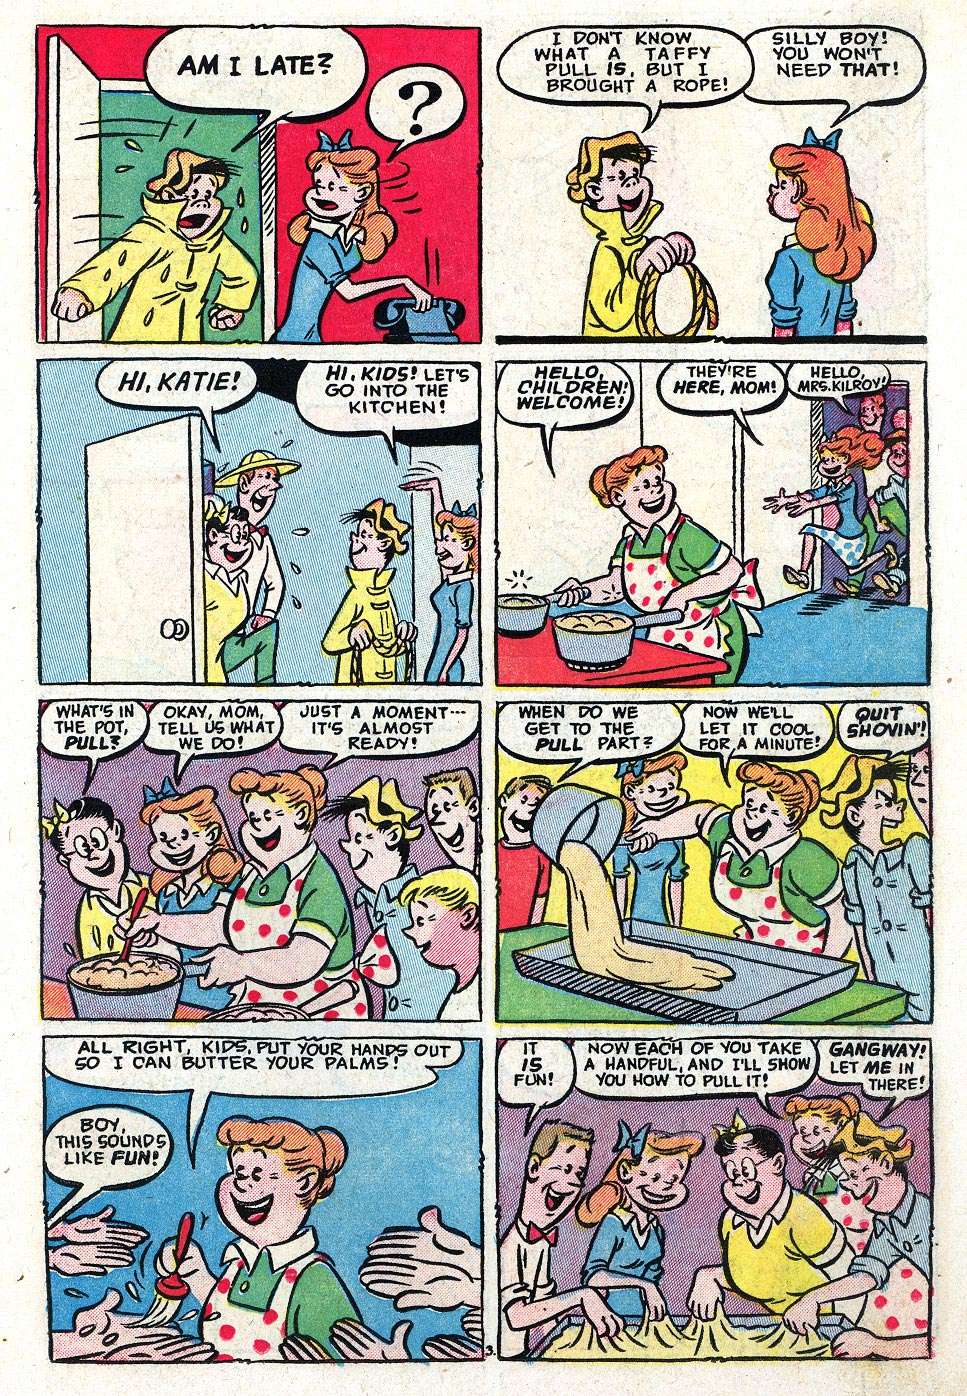 AM I LATE?
?
I DON'T KNOW
WHAT A TAFFY
PULL IS, BUT I
BROUGHT A ROPE!
SILLY BOY!
YOU WON'T
NEED THAT!
HI, KATIE!
HI, KIDS! LET'S
GO INTO THE
KITCHEN!
HELLO,
CHILDREN!
WELCOME!
THEY'RE
HERE, MOM!
HELLO,
MRS. KILROY!
WHAT'S IN
THE POT,
PULL?
OKAY, MOM,
TELL US WHAT
WE DO!
JUST A MOMENT---
IT'S ALMOST
READY!
WHEN DO WE
GET TO THE
PULL PART?
NOW WE'LL
LET IT COOL
FOR A MINUTE!
QUIT
SHOVIN'!
ALL RIGHT, KIDS, PUT YOUR HANDS OUT
SO I CAN BUTTER YOUR PALMS!
BOY,
THIS SOUNDS
LIKE FUN!
3.
IT
IS
FUN!
NOW EACH OF YOU TAKE
A HANDFUL, AND I'LL SHOW
YOU HOW TO PULL IT!
GANGWAY!
LET ME IN
THERE!